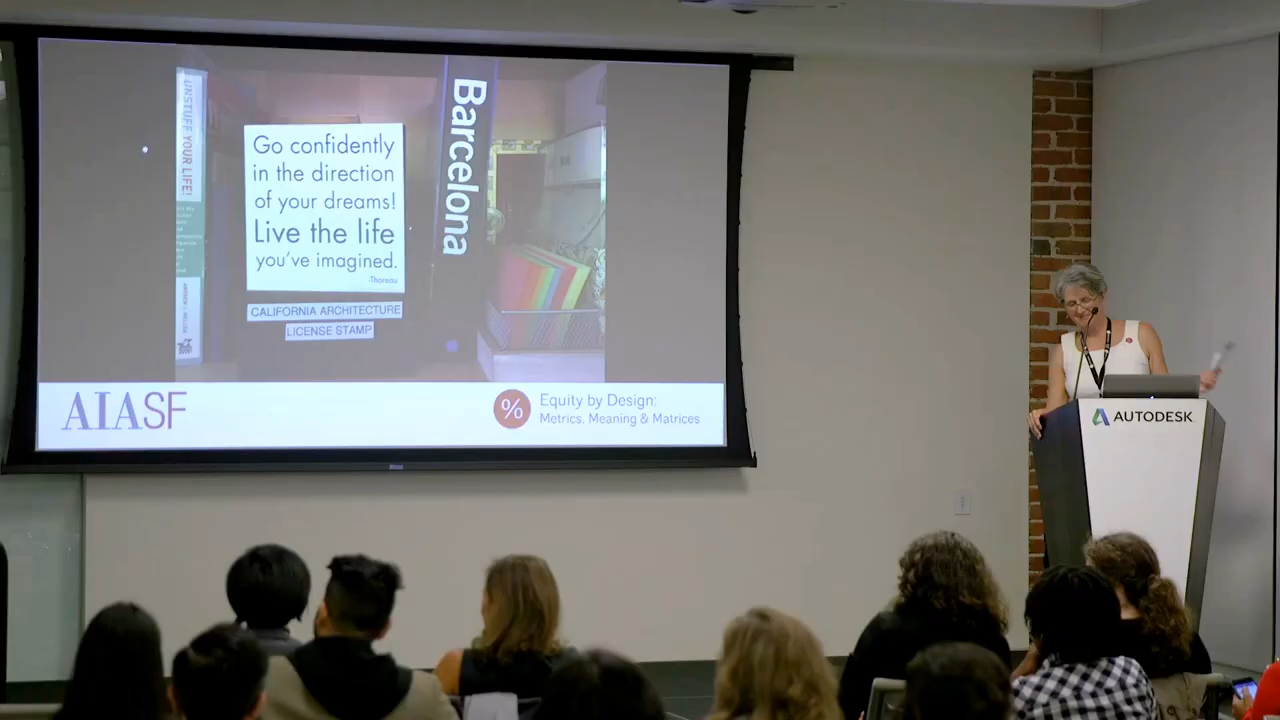 UNSTUFF YOUR LIFE!
Go confidently
in the direction
of your dreams!
Live the life
you've imagined.
-Thoreau
CALIFORNIA ARCHITECTURE
LICENSE STAMP
Barcelona
AIASF
%
Equity by Design:
Metrics, Meaning & Matrices
AUTODESK